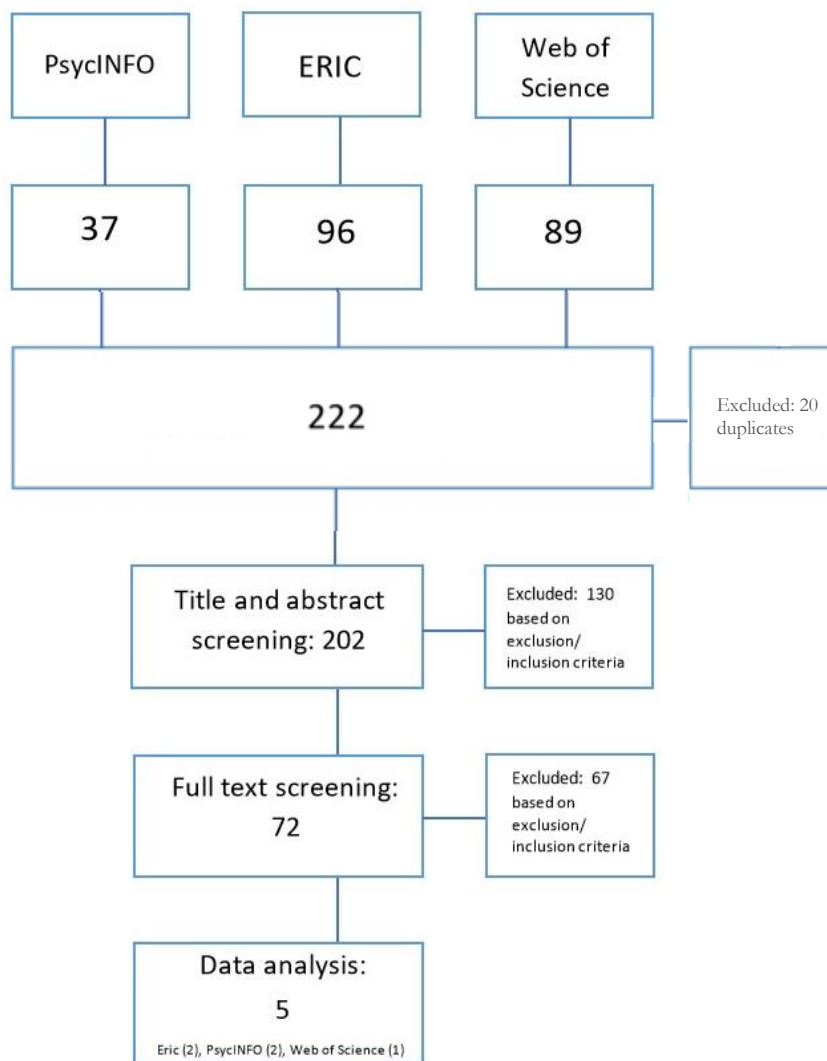 PsycINFO
ERIC
Web of
Science
37
96
89
222
Excluded: 20
duplicates
Title and abstract
screening: 202
Excluded: 130
based on
exclusion/
inclusion criteria
Full text screening:
72
Excluded: 67
based on
exclusion/
inclusion criteria
Data analysis:
5
Eric (2), PsycINFO (2), Web of Science (1)